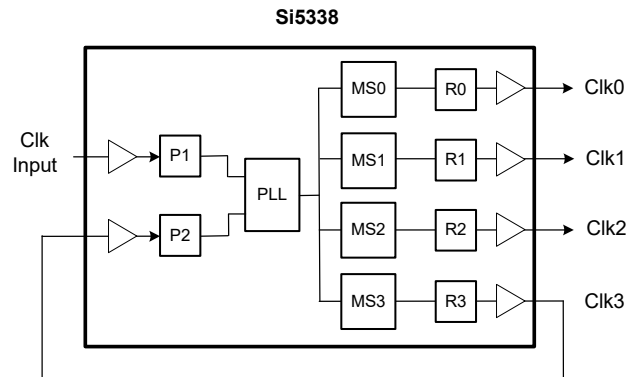 Si5338
MS0
R0
Clk0
Clk
Input
P1
MS1
R1
Clk1
PLL
P2
MS2
R2
Clk2
MS3
R3
Clk3